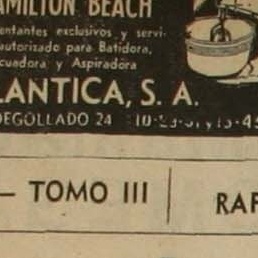 AMILTON BEACH
entantes exclusivos y servi-
autorizado para Batidora,
cuadora y Aspiradora
LANTICA, S. A.
DEGOLLADO 24
— TOMO III
RAF